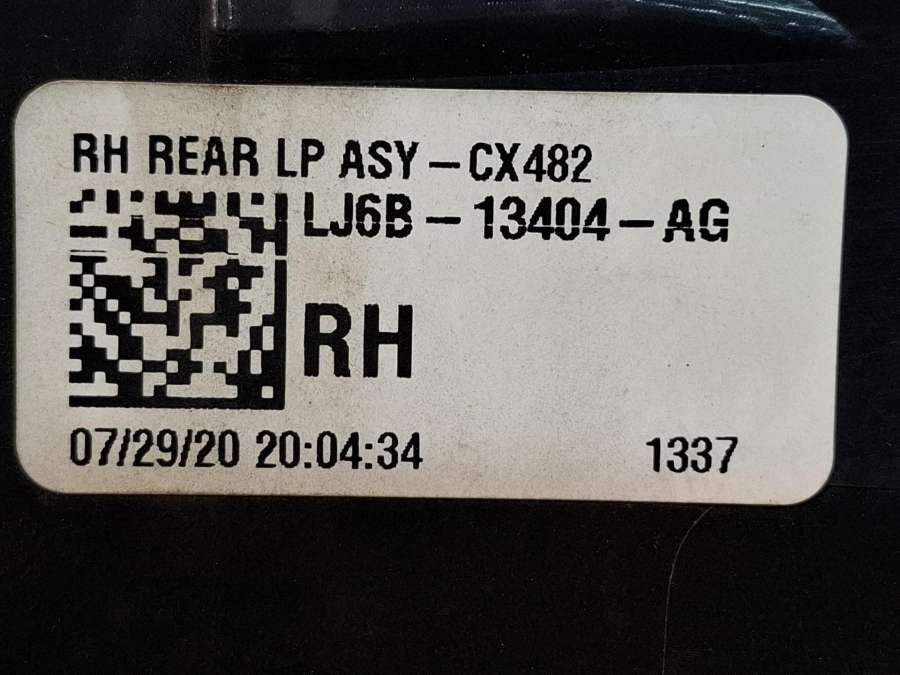 RH REAR LP ASY-CX482
LJ6B-13404-AG
RH
07/29/20 20:04:34 1337